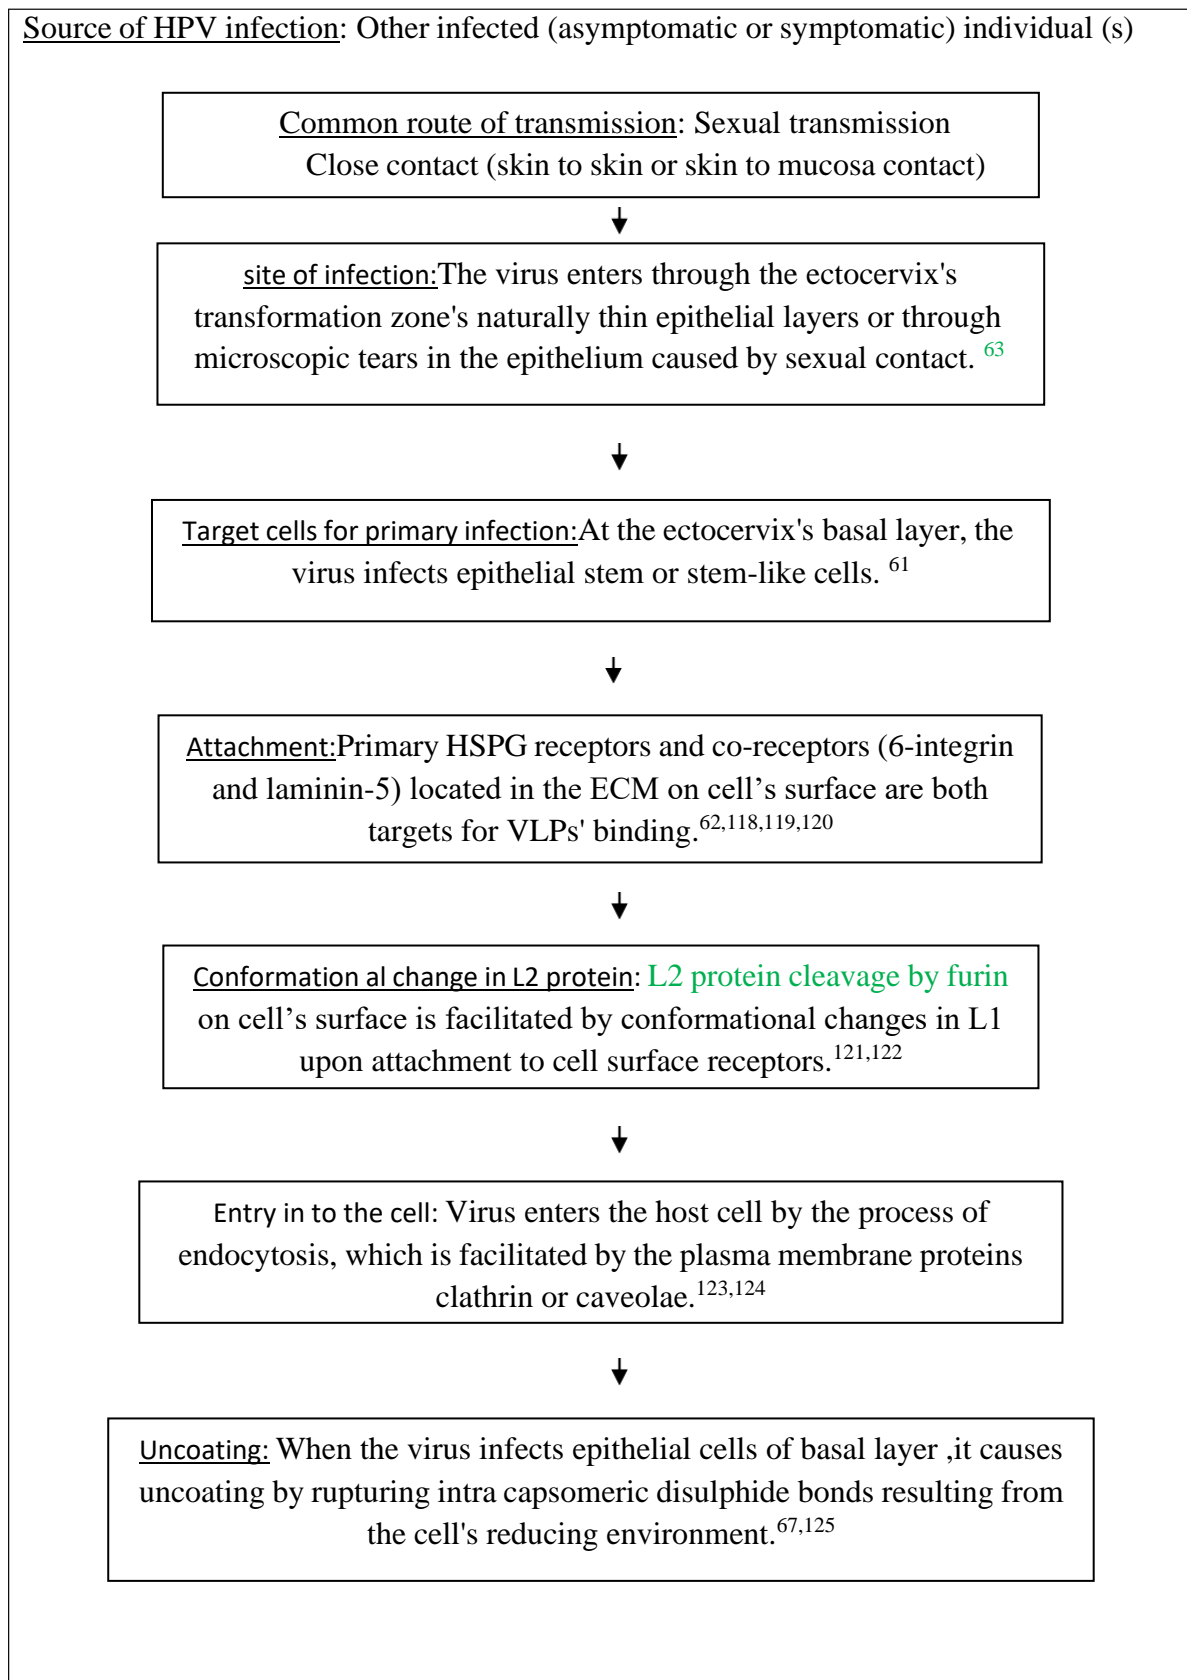 Source of HPV infection: Other infected (asymptomatic or symptomatic) individual (s)
Common route of transmission: Sexual transmission
Close contact (skin to skin or skin to mucosa contact)
site of infection:The virus enters through the ectocervix's
transformation zone's naturally thin epithelial layers or through
microscopic tears in the epithelium caused by sexual contact. 63
Target cells for primary infection:At the ectocervix's basal layer, the
virus infects epithelial stem or stem-like cells. 61
Attachment:Primary HSPG receptors and co-receptors (6-integrin
and laminin-5) located in the ECM on cell’s surface are both
targets for VLPs' binding.62,118,119,120
Conformation al change in L2 protein: L2 protein cleavage by furin
on cell’s surface is facilitated by conformational changes in L1
upon attachment to cell surface receptors.121,122
Entry in to the cell: Virus enters the host cell by the process of
endocytosis, which is facilitated by the plasma membrane proteins
clathrin or caveolae.123,124
Uncoating: When the virus infects epithelial cells of basal layer ,it causes
uncoating by rupturing intra capsomeric disulphide bonds resulting from
the cell's reducing environment.67,125